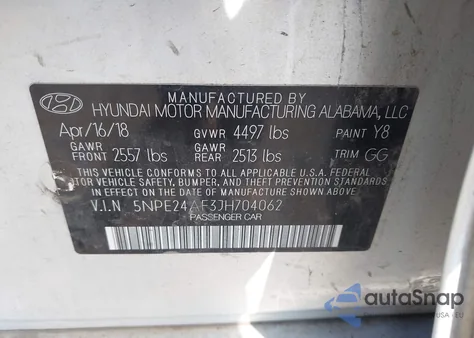 MANUFACTURED BY
HYUNDAI MOTOR MANUFACTURING ALABAMA, LLC
Apr/16/18 GVWR 4497 lbs PAINT Y8
GAWR FRONT 2557 lbs GAWR REAR 2513 lbs TRIM GG
THIS VEHICLE CONFORMS TO ALL APPLICABLE U.S.A FEDERAL
MOTOR VEHICLE SAFETY, BUMPER, AND THEFT PREVENTION STANDARDS
IN EFFECT ON THE DATE OF MANUFACTURE SHOWN ABOVE.
V.I.N 5NPE24AF3JH704062
PASSENGER CAR
autoSnap
USA | EU